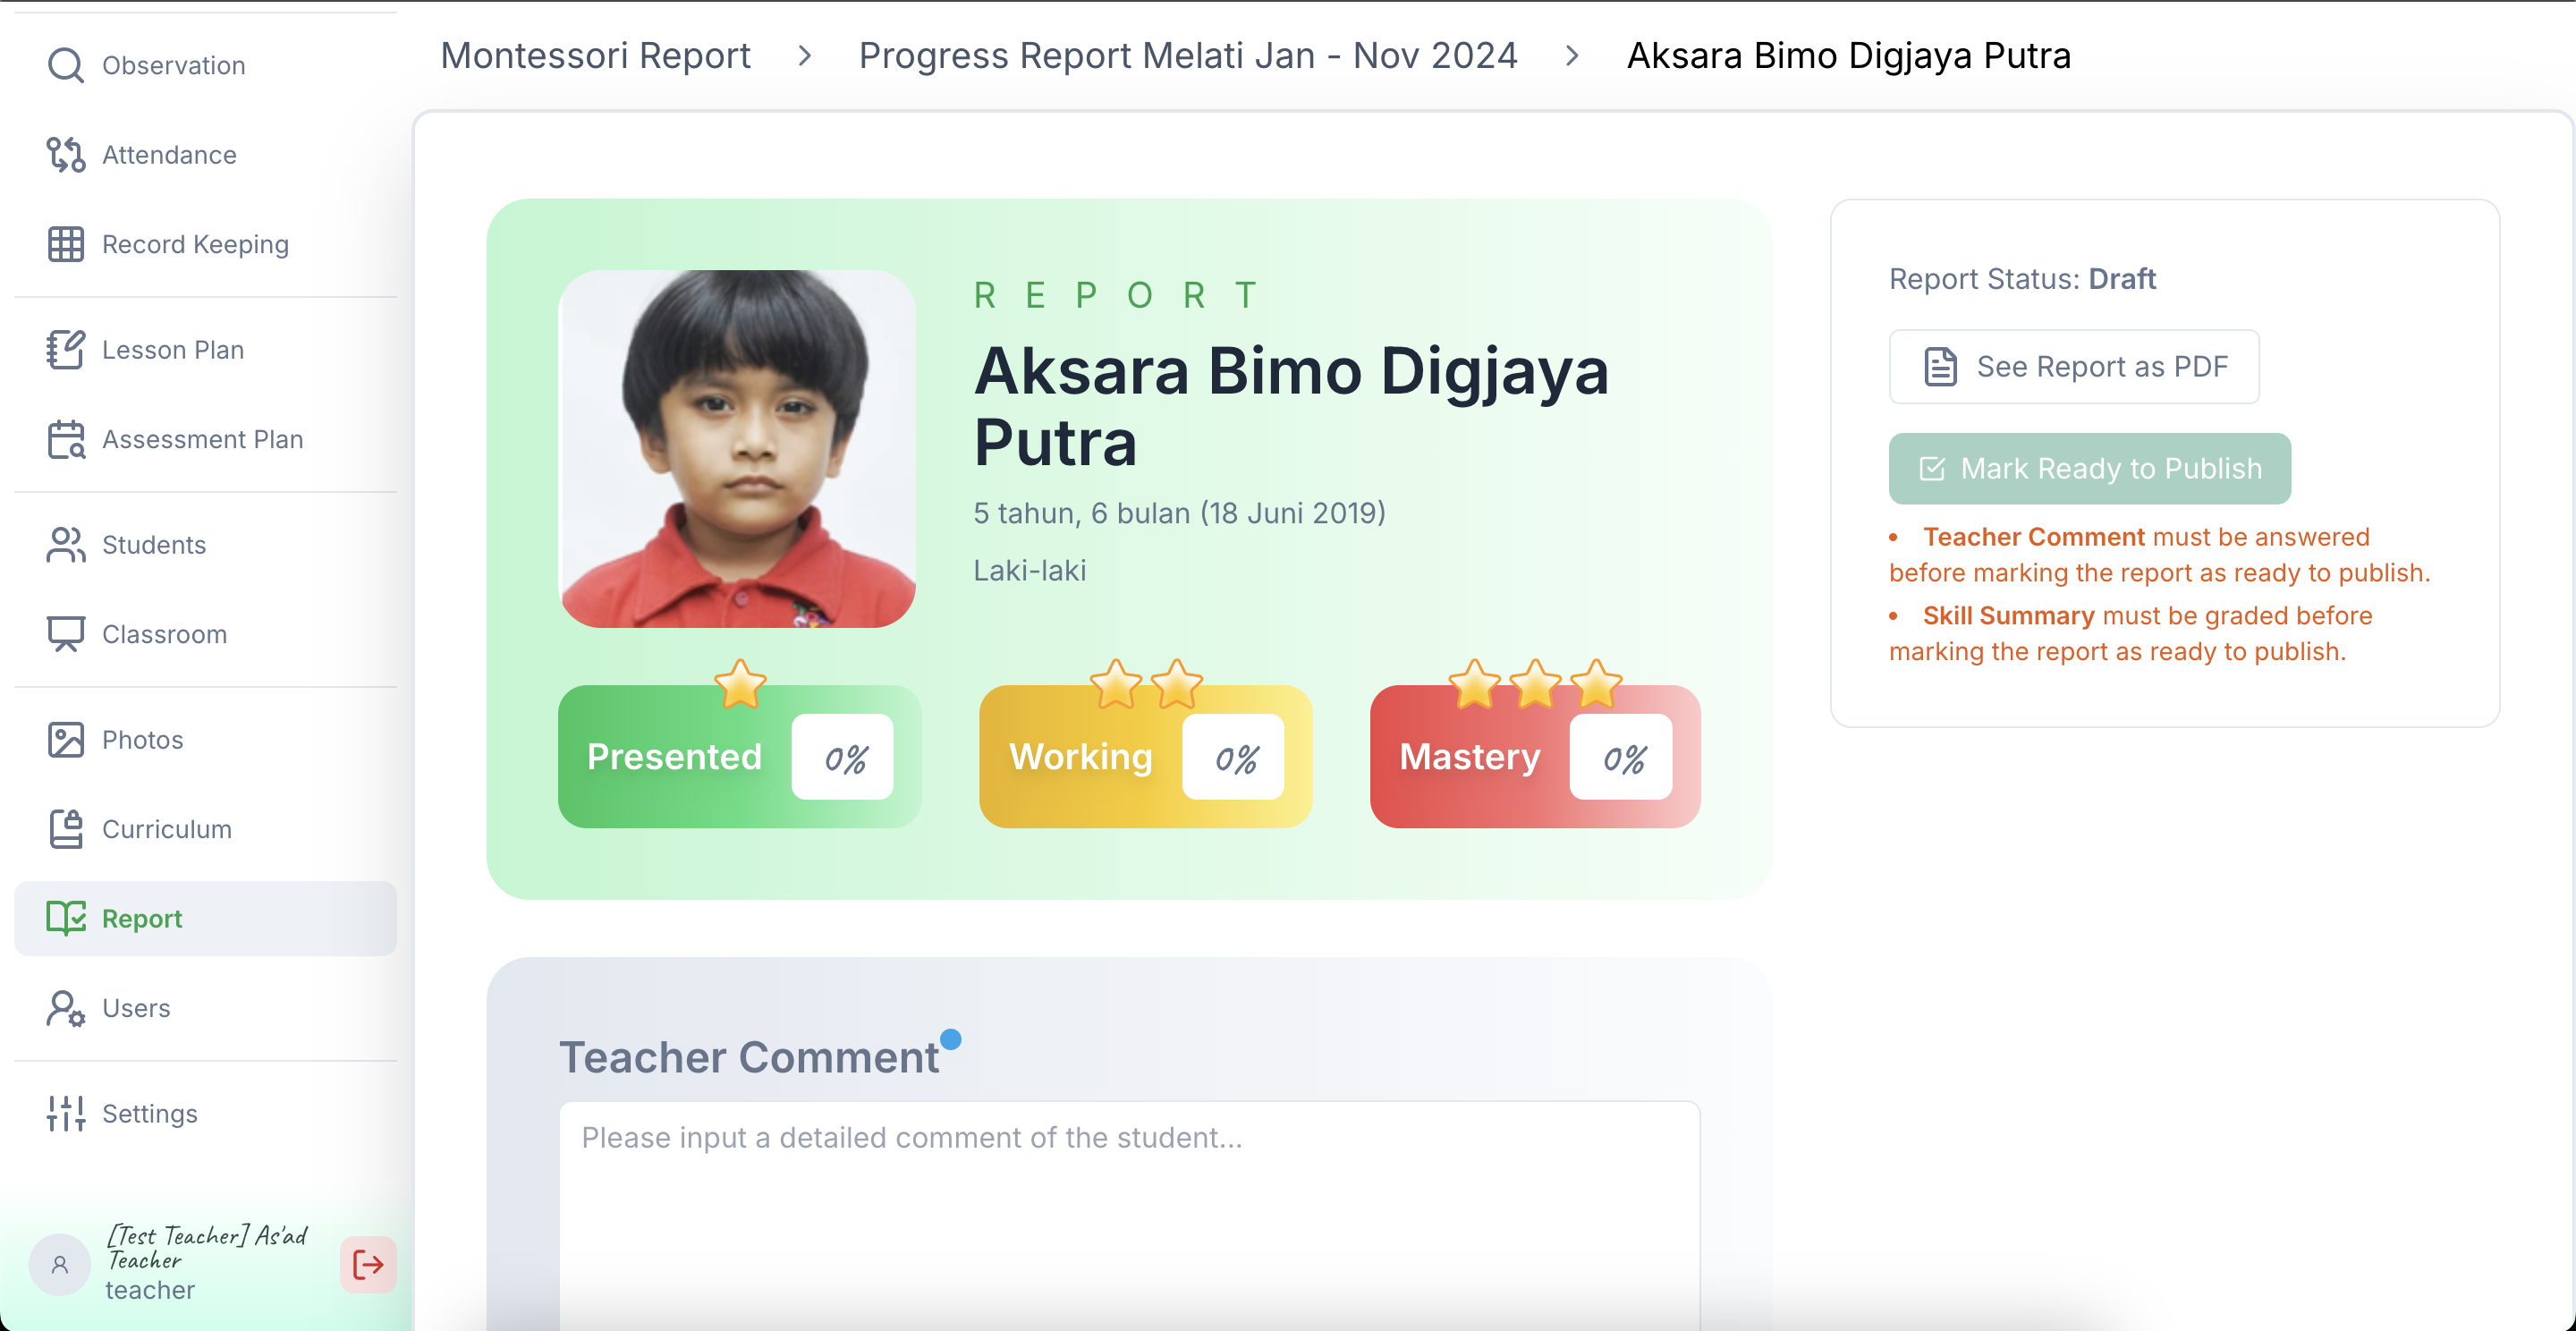 Observation
Attendance
Record Keeping
Lesson Plan
Assessment Plan
Students
Classroom
Photos
Curriculum
Report
Users
Settings
[Test Teacher] As'ad
Teacher
teacher
Montessori Report > Progress Report Melati Jan - Nov 2024 > Aksara Bimo Digjaya Putra
REPORT
Aksara Bimo Digjaya
Putra
5 tahun, 6 bulan (18 Juni 2019)
Laki-laki
Presented 0%
Working 0%
Mastery 0%
Teacher Comment
Please input a detailed comment of the student...
Report Status: Draft
See Report as PDF
Mark Ready to Publish
• Teacher Comment must be answered
before marking the report as ready to publish.
• Skill Summary must be graded before
marking the report as ready to publish.